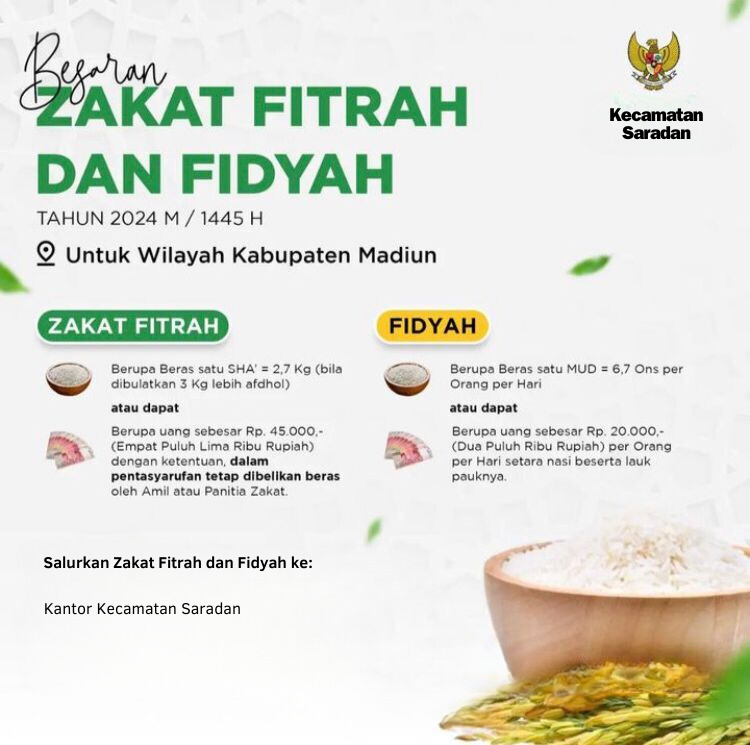 Besaran
ZAKAT FITRAH
DAN FIDYAH
TAHUN 2024 M / 1445 H
Untuk Wilayah Kabupaten Madiun
Kecamatan
Saradan
ZAKAT FITRAH
Berupa Beras satu SHA' = 2,7 Kg (bila
dibulatkan 3 Kg lebih afdhol)
atau dapat
Berupa uang sebesar Rp. 45.000,-
(Empat Puluh Lima Ribu Rupiah)
dengan ketentuan, dalam
pentasyarufan tetap dibelikan beras
oleh Amil atau Panitia Zakat.
FIDYAH
Berupa Beras satu MUD = 6,7 Ons per
Orang per Hari
atau dapat
Berupa uang sebesar Rp. 20.000,-
(Dua Puluh Ribu Rupiah) per Orang
per Hari setara nasi beserta lauk
pauknya.
Salurkan Zakat Fitrah dan Fidyah ke:
Kantor Kecamatan Saradan